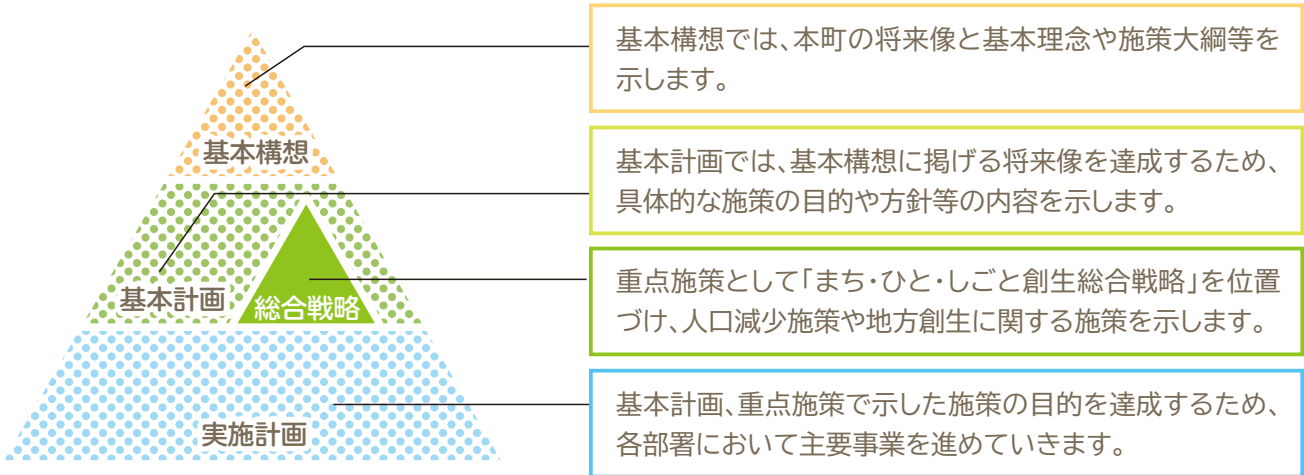 基本構想
基本構想では、本町の将来像と基本理念や施策大綱等を
示します。
基本計画
基本計画では、基本構想に掲げる将来像を達成するため、
具体的な施策の目的や方針等の内容を示します。
総合戦略
重点施策として「まち・ひと・しごと創生総合戦略」を位置
づけ、人口減少施策や地方創生に関する施策を示します。
実施計画
基本計画、重点施策で示した施策の目的を達成するため、
各部署において主要事業を進めていきます。